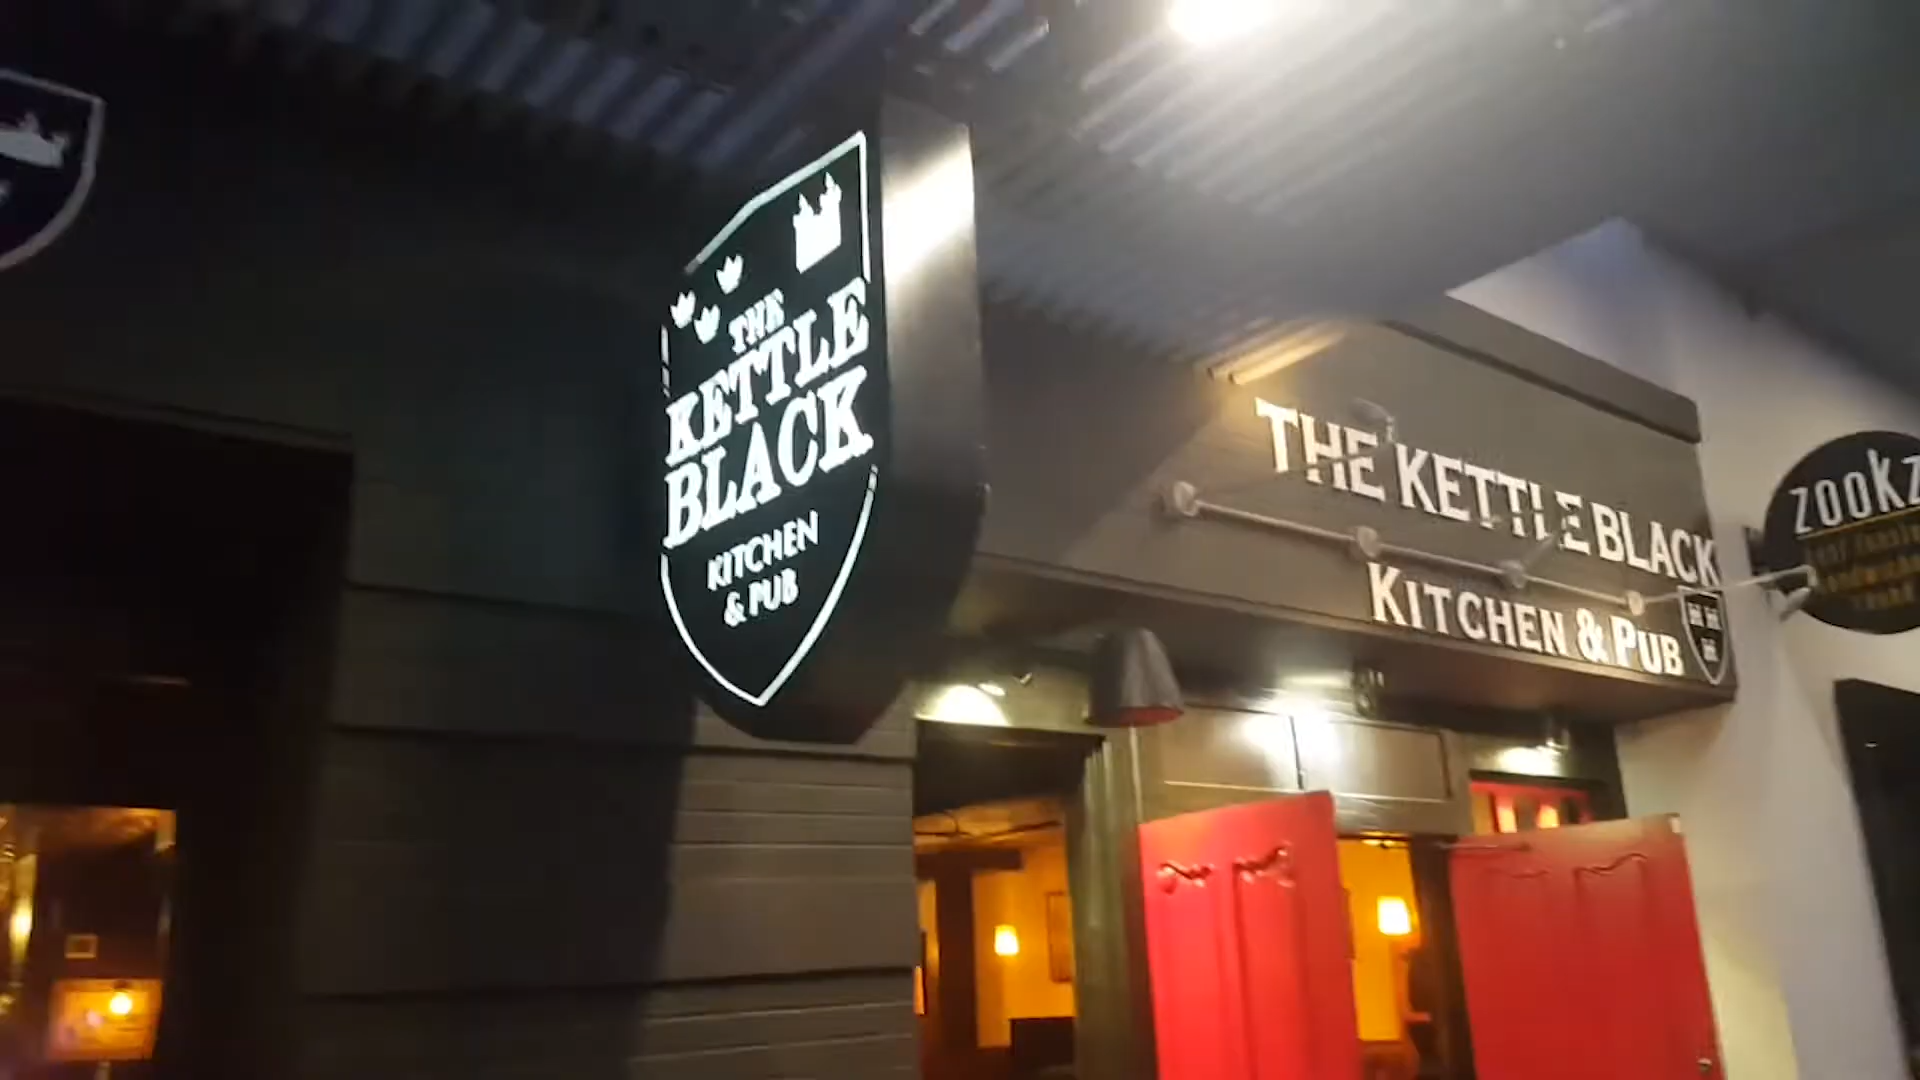 THE
KETTLE
BLACK
KITCHEN
& PUB
THE KETTLE BLACK
KITCHEN & PUB
ZOOKZ